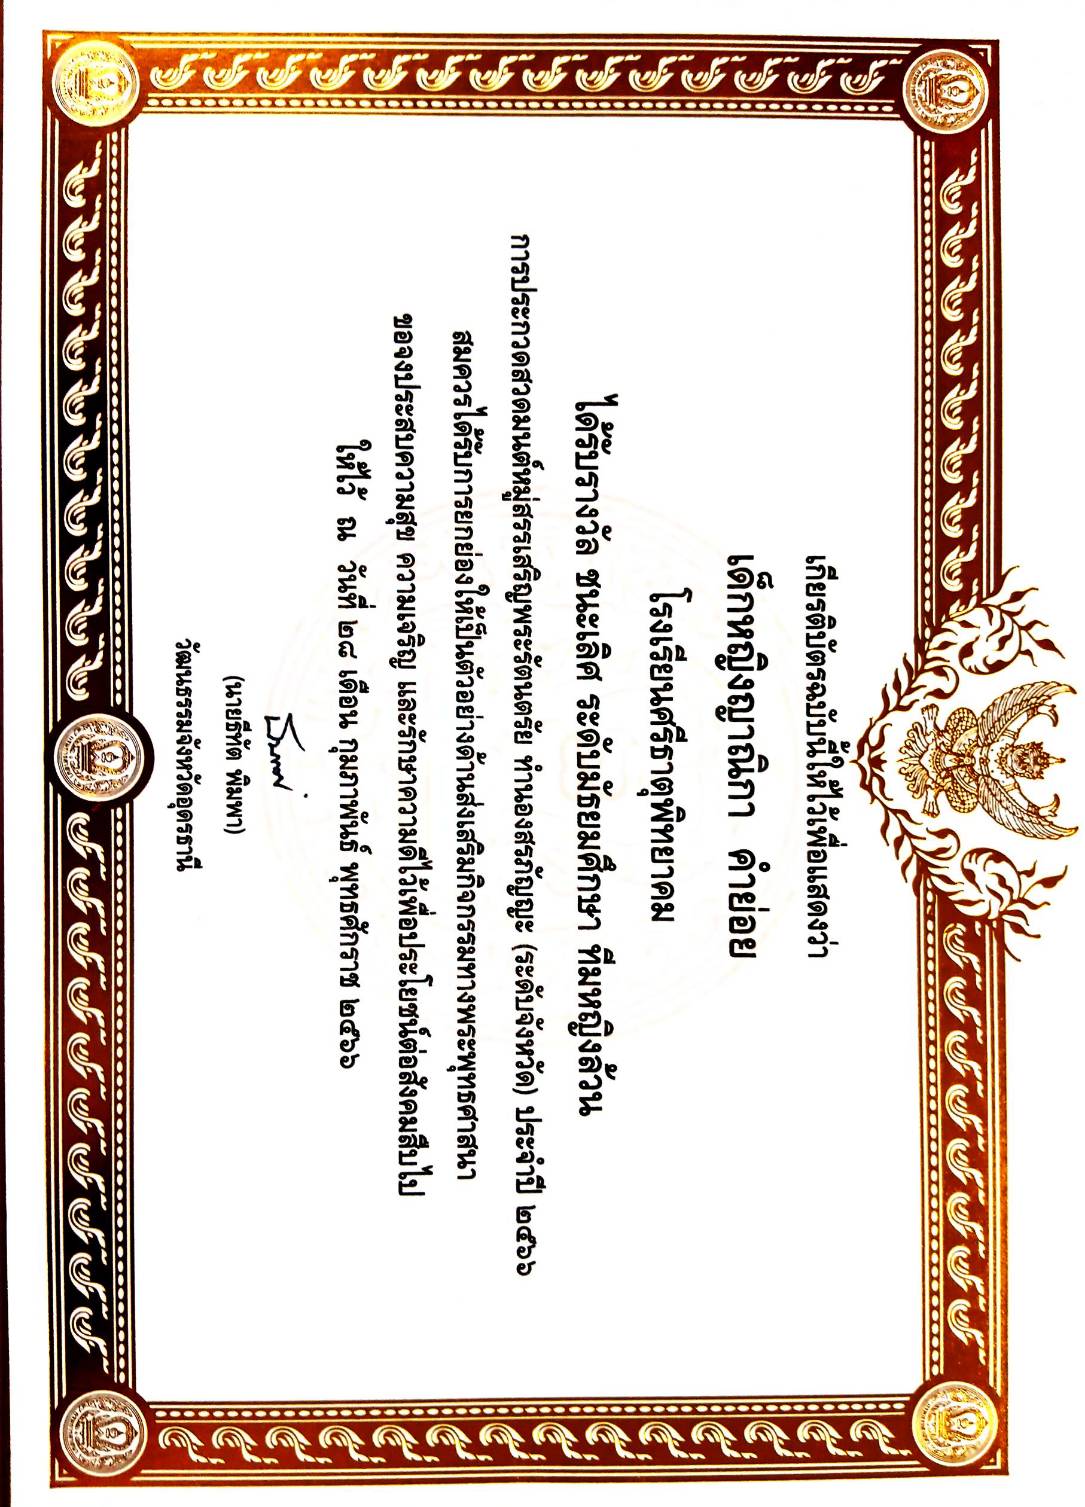 เกียรติบัตรฉบับนี้ให้ไว้เพื่อแสดงว่า
เด็กหญิงญาณิกา คำย่อย
โรงเรียนศรีธาตุพิทยาคม
ได้รับรางวัล ชนะเลิศ ระดับมัธยมศึกษา ทีมหญิงล้วน
การประกวดสวดมนต์หมู่สรรเสริญพระรัตนตรัย ทำนองสรภัญญะ (ระดับจังหวัด) ประจำปี ๒๕๖๖
สมควรได้รับการยกย่องให้เป็นตัวอย่างด้านส่งเสริมกิจกรรมทางพระพุทธศาสนา
ขอจงประสบความสุข ความเจริญ และรักษาความดีไว้เพื่อประโยชน์ต่อสังคมสืบไป
ให้ไว้ ณ วันที่ ๒๘ เดือน กุมภาพันธ์ พุทธศักราช ๒๕๖๖
(นายธีทัต พิมพา)
วัฒนธรรมจังหวัดอุดรธานี